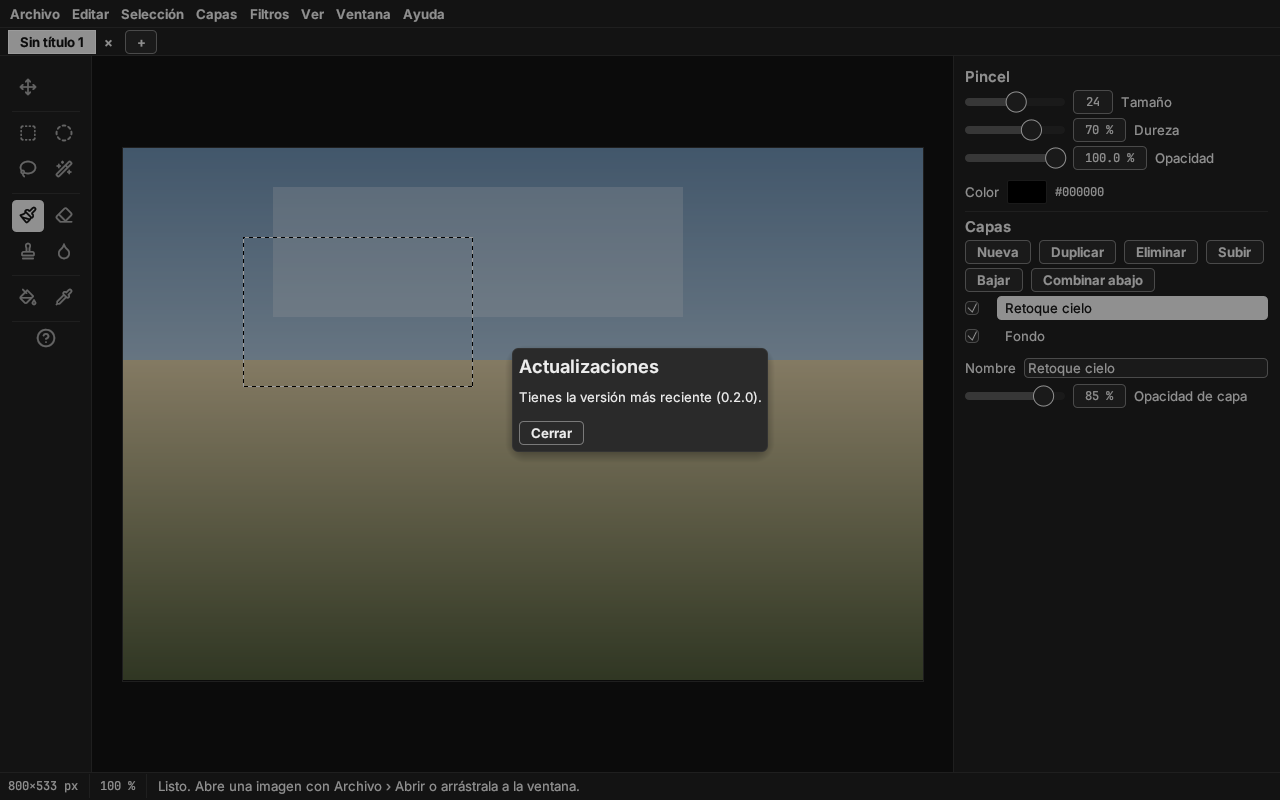 Archivo Editar Selección Capas Filtros Ver Ventana Ayuda
Sin título 1 × +
Pincel
24 Tamaño
70 % Dureza
100.0 % Opacidad
Color #000000
Capas
Nueva Duplicar Eliminar Subir
Bajar Combinar abajo
Retoque cielo
Fondo
Nombre Retoque cielo
85 % Opacidad de capa
Actualizaciones
Tienes la versión más reciente (0.2.0).
Cerrar
800×533 px 100 % Listo. Abre una imagen con Archivo › Abrir o arrástrala a la ventana.